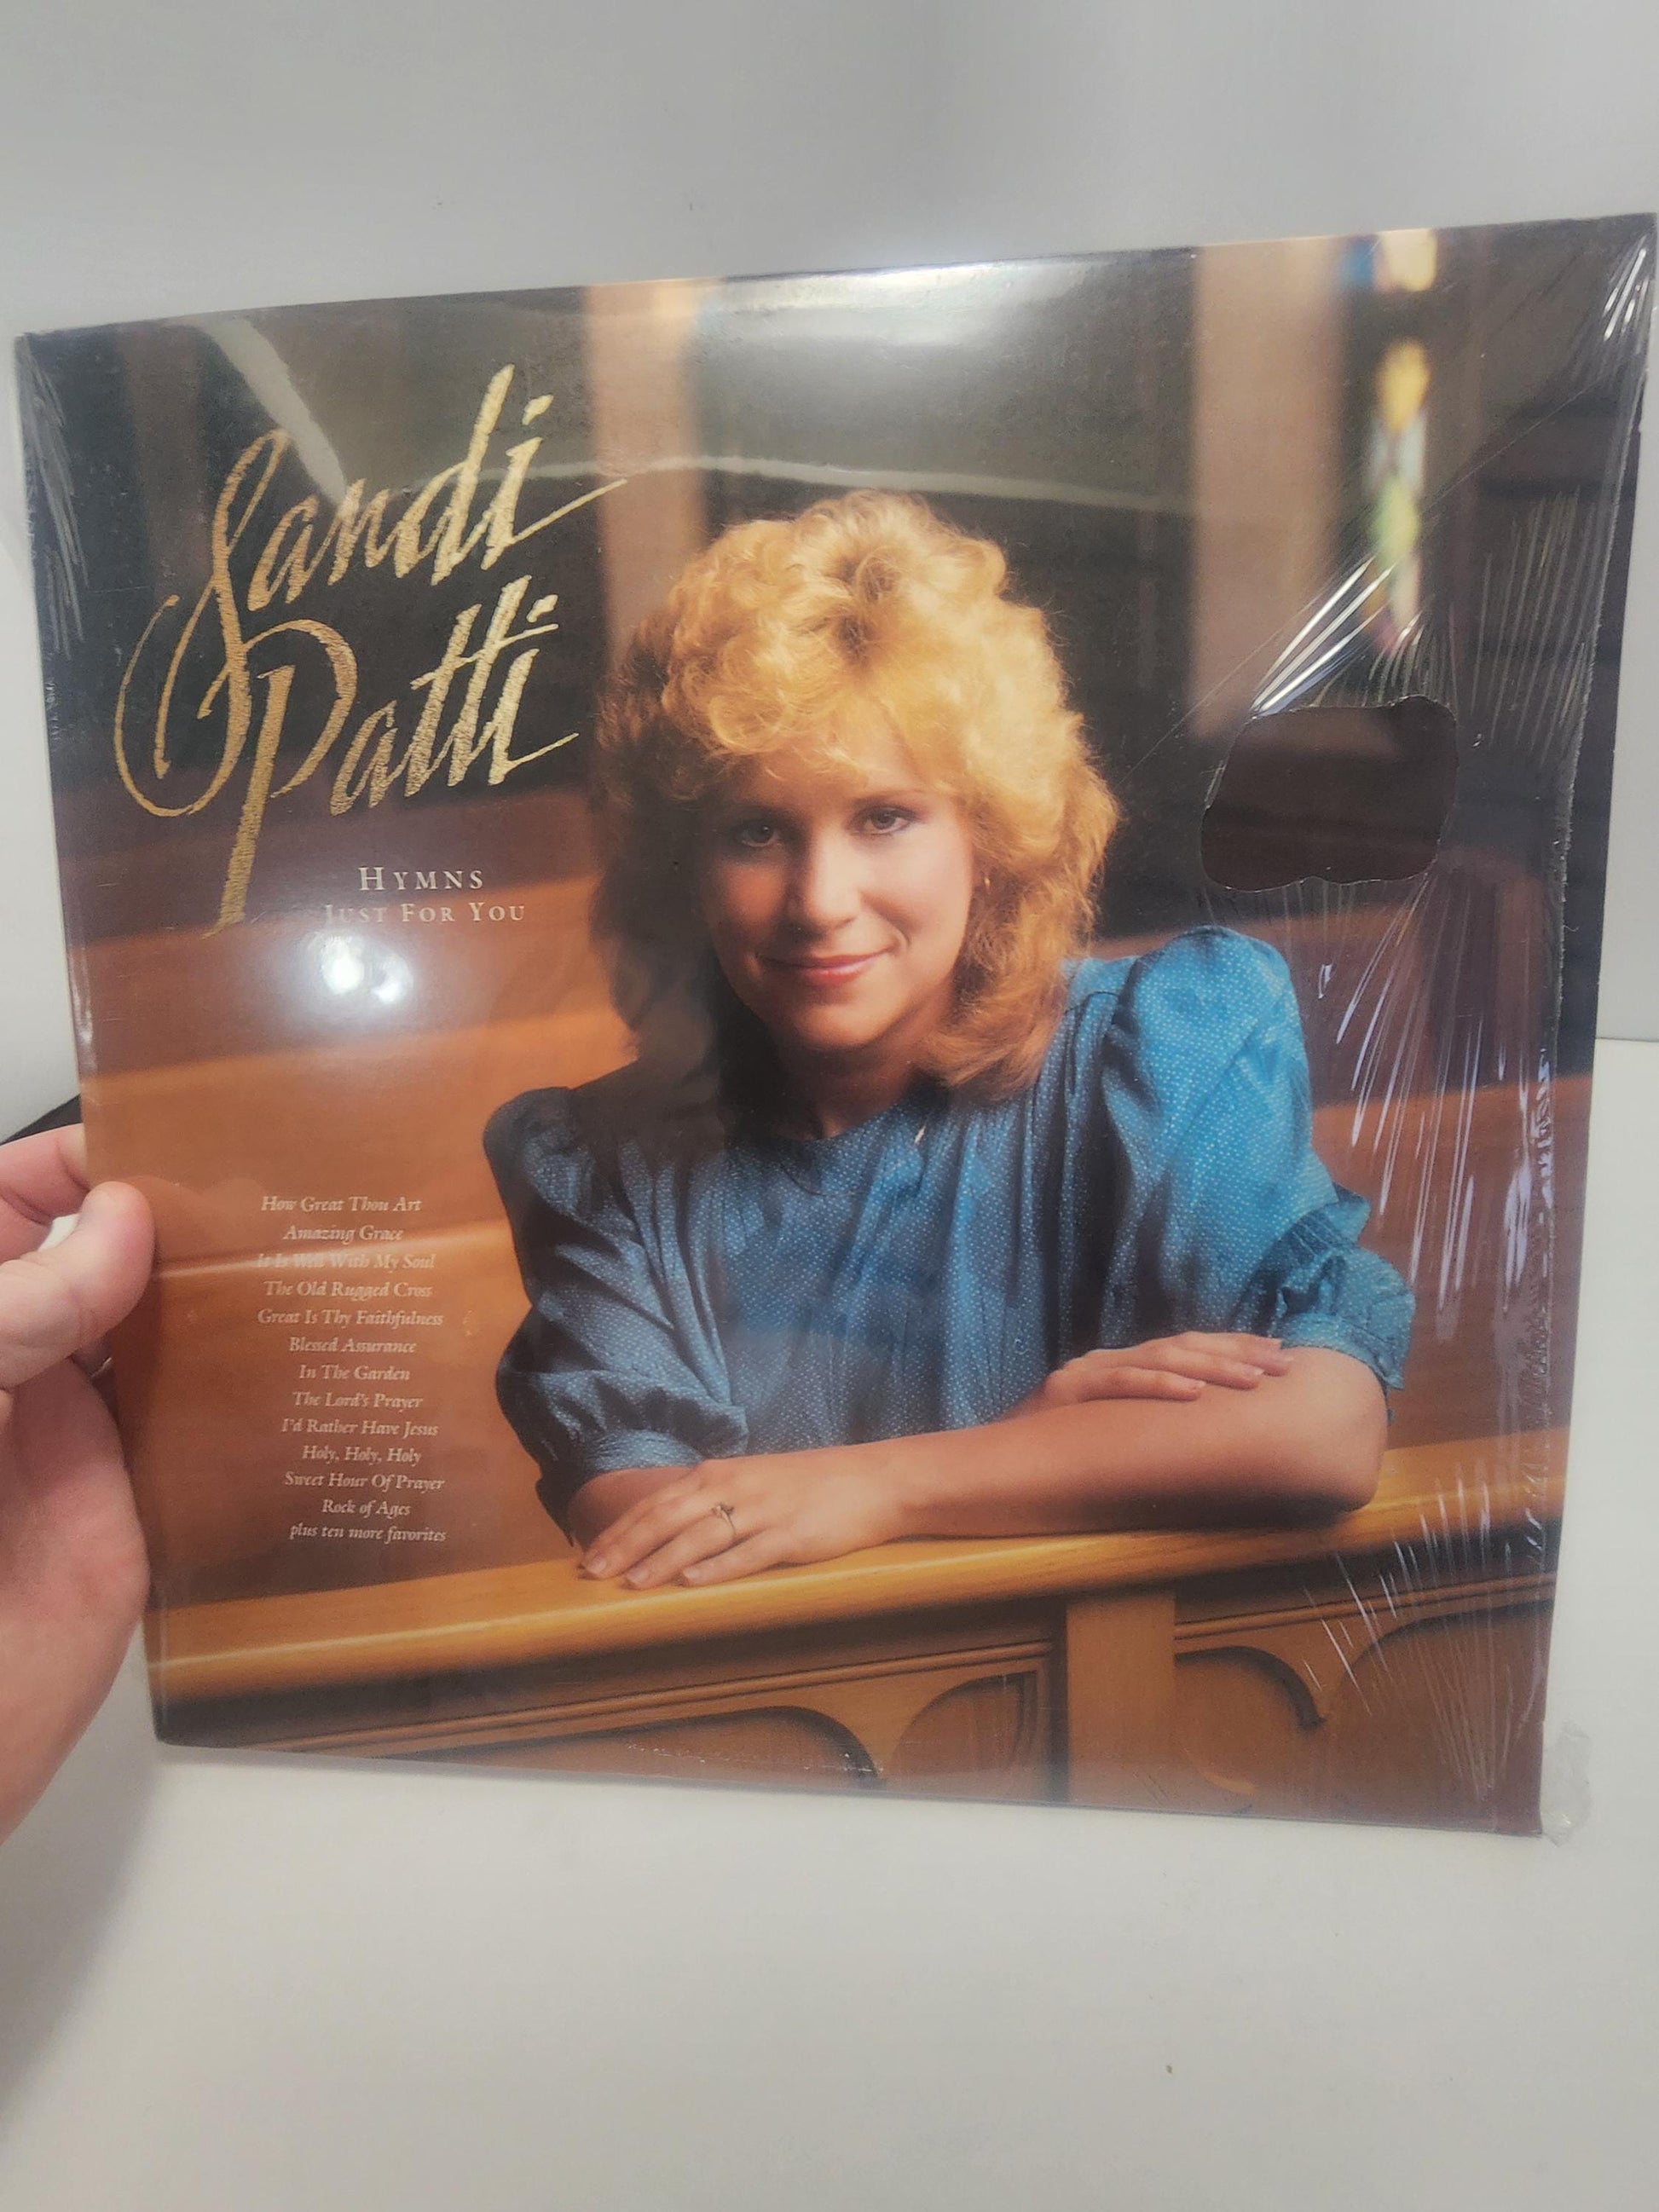 Sandi
Patti
HYMNS
JUST FOR YOU
How Great Thou Art
Amazing Grace
It Is Well With My Soul
The Old Rugged Cross
Great Is Thy Faithfulness
Blessed Assurance
In The Garden
The Lord's Prayer
I'd Rather Have Jesus
Holy, Holy, Holy
Sweet Hour Of Prayer
Rock of Ages
plus ten more favorites